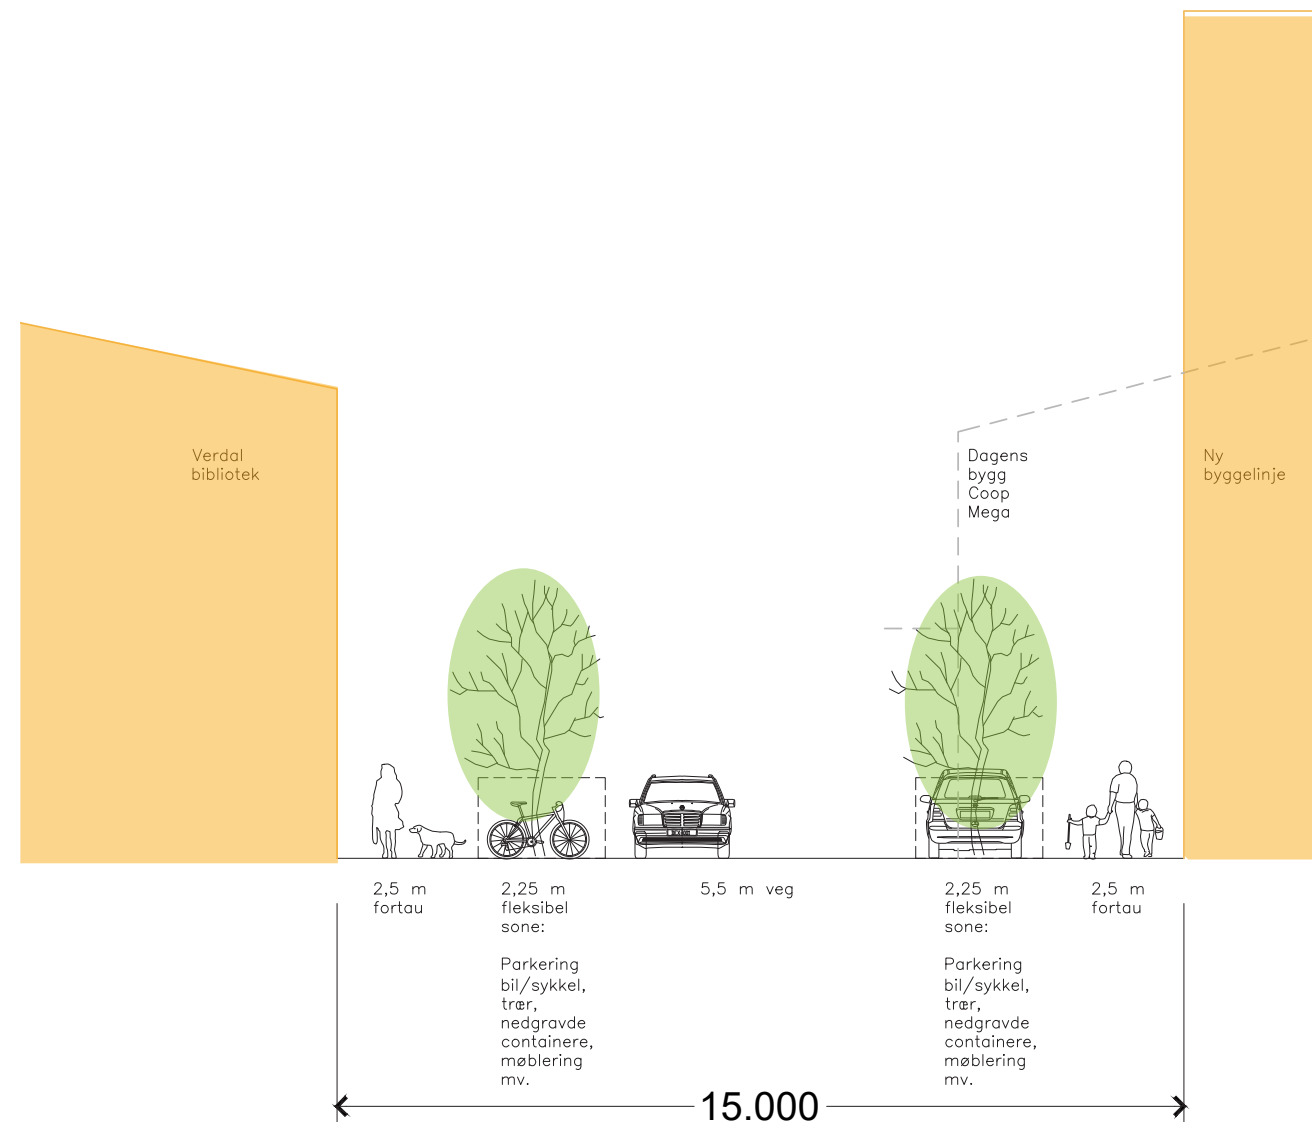 Verdal
bibliotek
Dagens
bygg
Coop
Mega
Ny
byggelinje
2,5 m
fortau
2,25 m
fleksibel
sone:
Parkering
bil/sykkel,
trær,
nedgravde
containere,
møblering
mv.
5,5 m veg
2,25 m
fleksibel
sone:
Parkering
bil/sykkel,
trær,
nedgravde
containere,
møblering
mv.
2,5 m
fortau
15.000